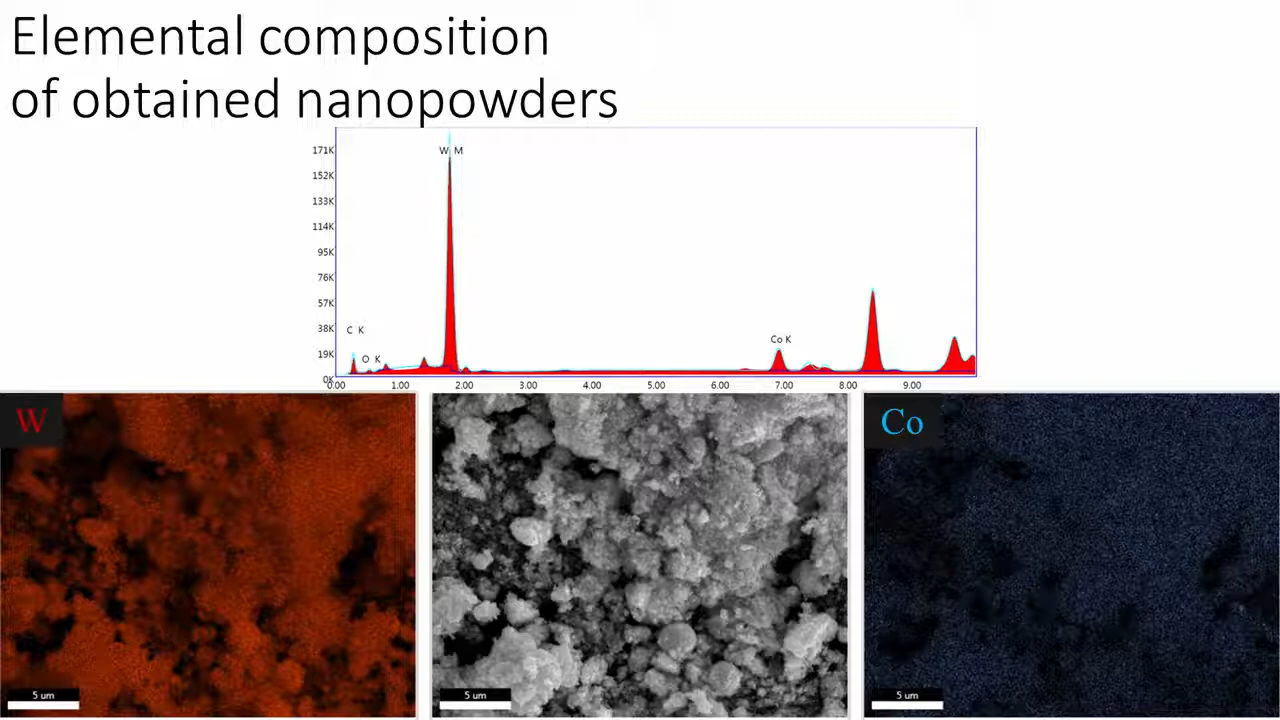 Elemental composition
of obtained nanopowders
171K
W M
152K
133K
114K
95K
76K
57K
38K
C K
Co K
19K
O K
0K
0.00 1.00 2.00 3.00 4.00 5.00 6.00 7.00 8.00 9.00
W
Co
5 um
5 um
5 um